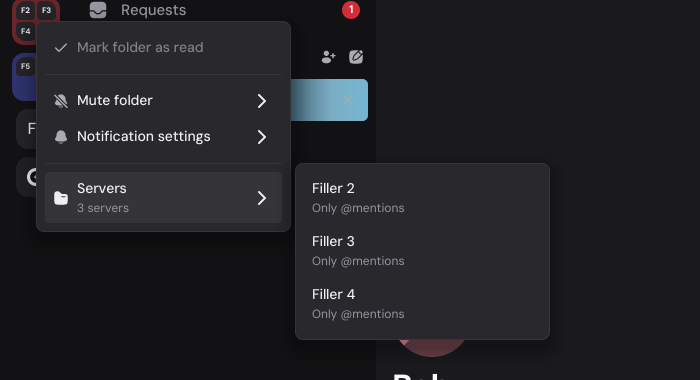 F2 F3
F4
F5
F
Requests
1
Mark folder as read
Mute folder
Notification settings
Servers
3 servers
Filler 2
Only @mentions
Filler 3
Only @mentions
Filler 4
Only @mentions